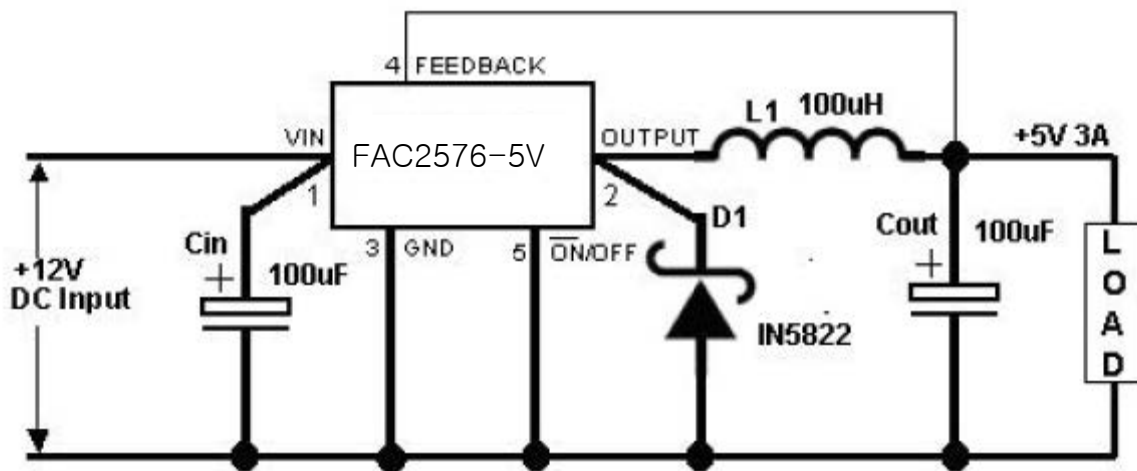 4 FEEDBACK
VIN
FAC2576-5V
OUTPUT
L1 100uH
+5V 3A
1
2
D1
Cin
3 GND
5 ON/OFF
Cout
100uF
+
100uF
+
+12V
DC Input
IN5822
LOAD